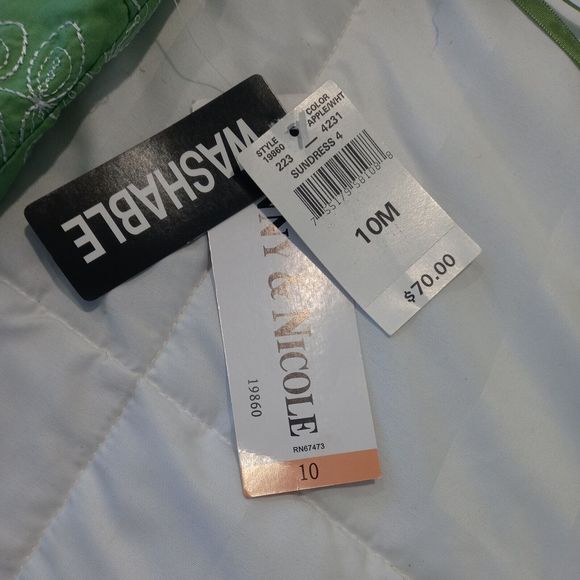 WASHABLE
STYLE
19860
COLOR
APPLE/WHT
223
4231
SUNDRESS 4
10M
$70.00
& NICOLE
19860
RN67473
10